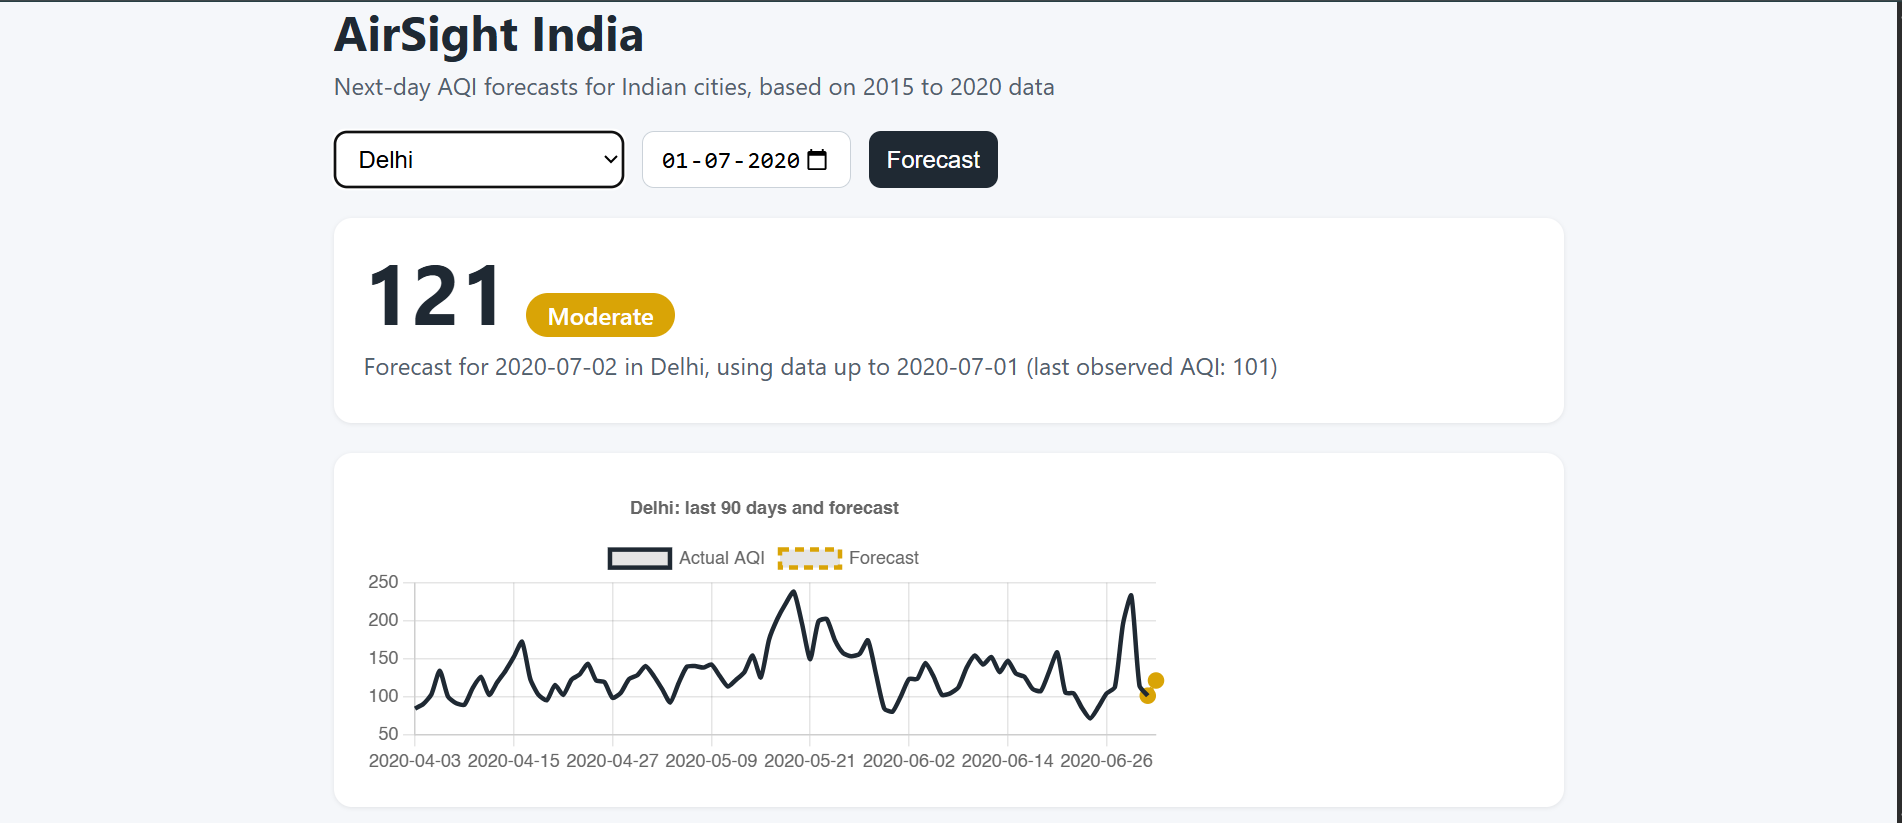 AirSight India
Next-day AQI forecasts for Indian cities, based on 2015 to 2020 data
Delhi
01-07-2020
Forecast
121
Moderate
Forecast for 2020-07-02 in Delhi, using data up to 2020-07-01 (last observed AQI: 101)
Delhi: last 90 days and forecast
Actual AQI
Forecast
250
200
150
100
50
2020-04-03 2020-04-15 2020-04-27 2020-05-09 2020-05-21 2020-06-02 2020-06-14 2020-06-26